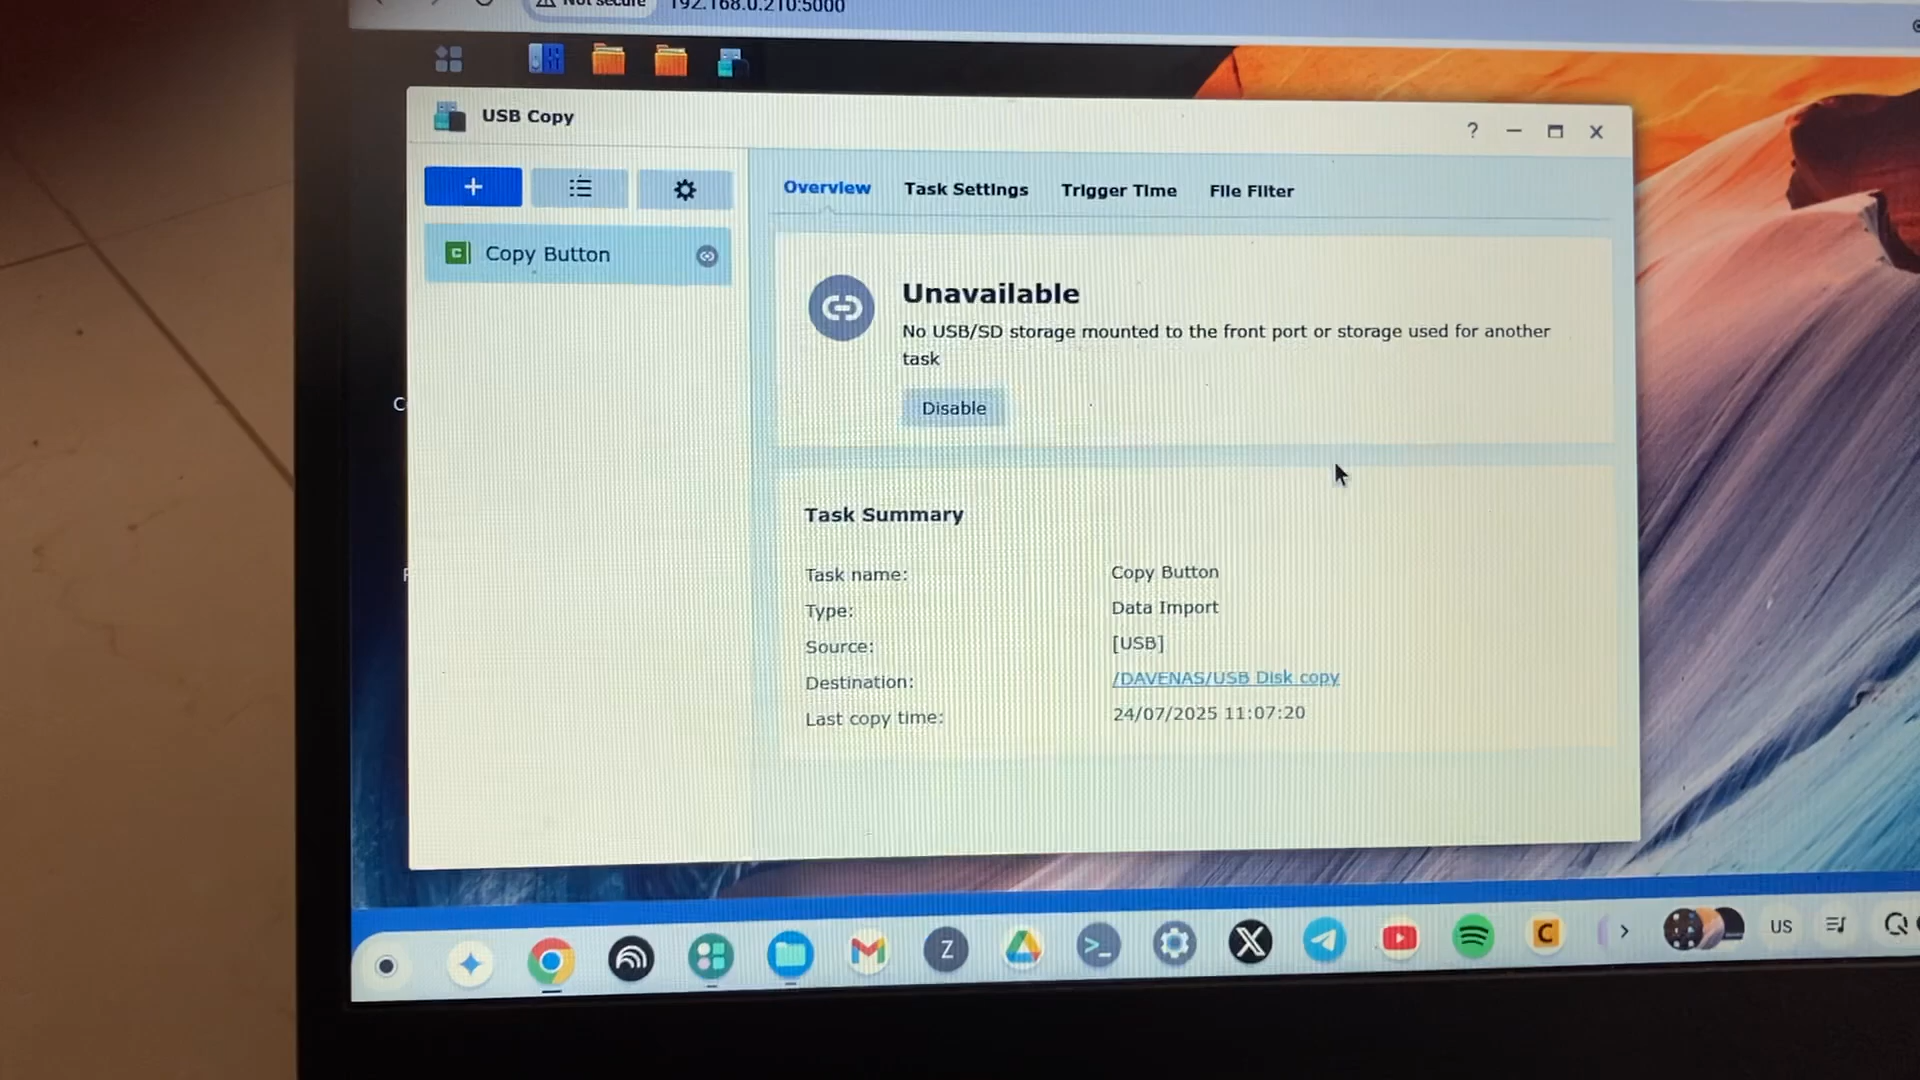 Not secure 192.168.0.210:5000
USB Copy
?
Overview Task Settings Trigger Time File Filter
C Copy Button
Unavailable
No USB/SD storage mounted to the front port or storage used for another
task
Disable
C
Task Summary
Task name: Copy Button
Type: Data Import
Source: [USB]
Destination: /DAVENAS/USB Disk copy
Last copy time: 24/07/2025 11:07:20
Z
C
US